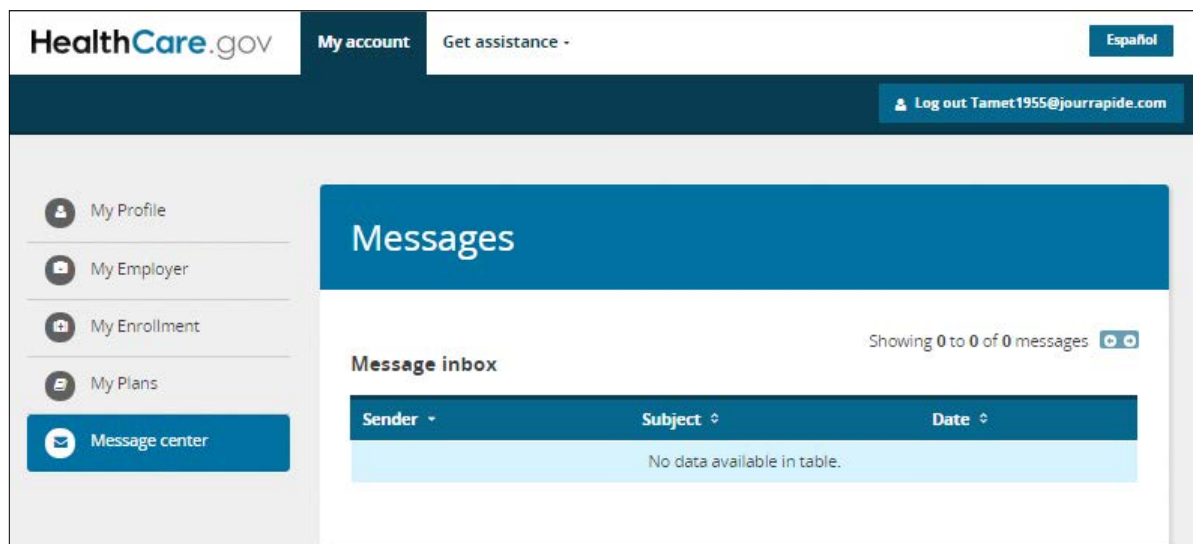 HealthCare.gov My account Get assistance - Español
Log out Tamet1955@jourrapide.com
My Profile
My Employer
My Enrollment
My Plans
Message center
Messages
Showing 0 to 0 of 0 messages
Message inbox
Sender Subject Date
No data available in table.